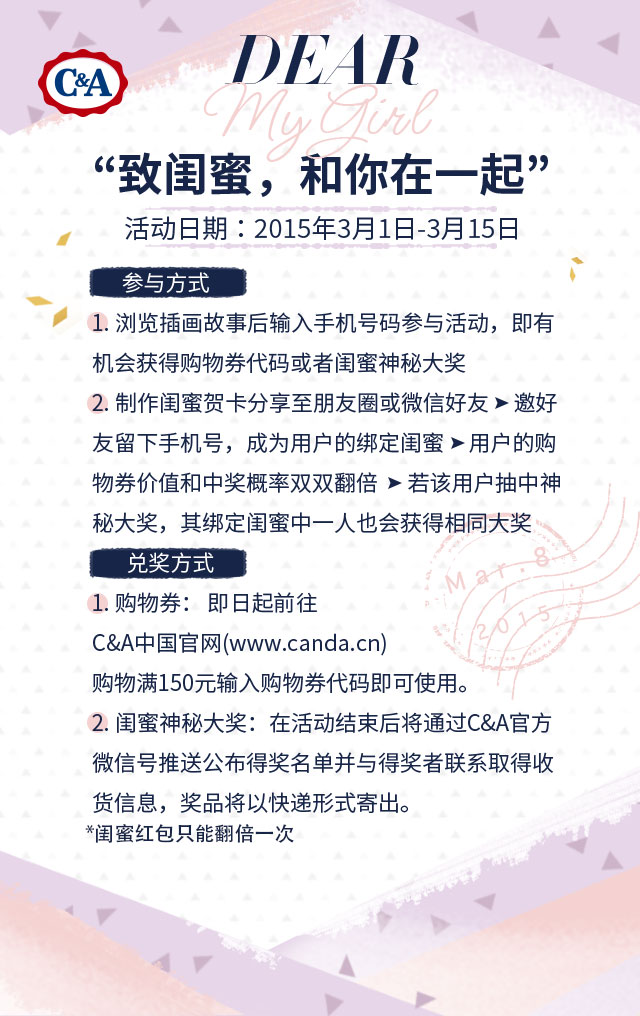 C&A
DEAR
My Girl
“致闺蜜，和你在一起”
活动日期：2015年3月1日-3月15日
参与方式
1. 浏览插画故事后输入手机号码参与活动，即有
机会获得购物券代码或者闺蜜神秘大奖
2. 制作闺蜜贺卡分享至朋友圈或微信好友➤邀好
友留下手机号，成为用户的绑定闺蜜➤用户的购
物券价值和中奖概率双双翻倍 ➤若该用户抽中神
秘大奖，其绑定闺蜜中一人也会获得相同大奖
兑奖方式
1. 购物券： 即日起前往
C&A中国官网(www.canda.cn)
购物满150元输入购物券代码即可使用。
2. 闺蜜神秘大奖：在活动结束后将通过C&A官方
微信号推送公布得奖名单并与得奖者联系取得收
货信息，奖品将以快递形式寄出。
*闺蜜红包只能翻倍一次
Mar.8
2015